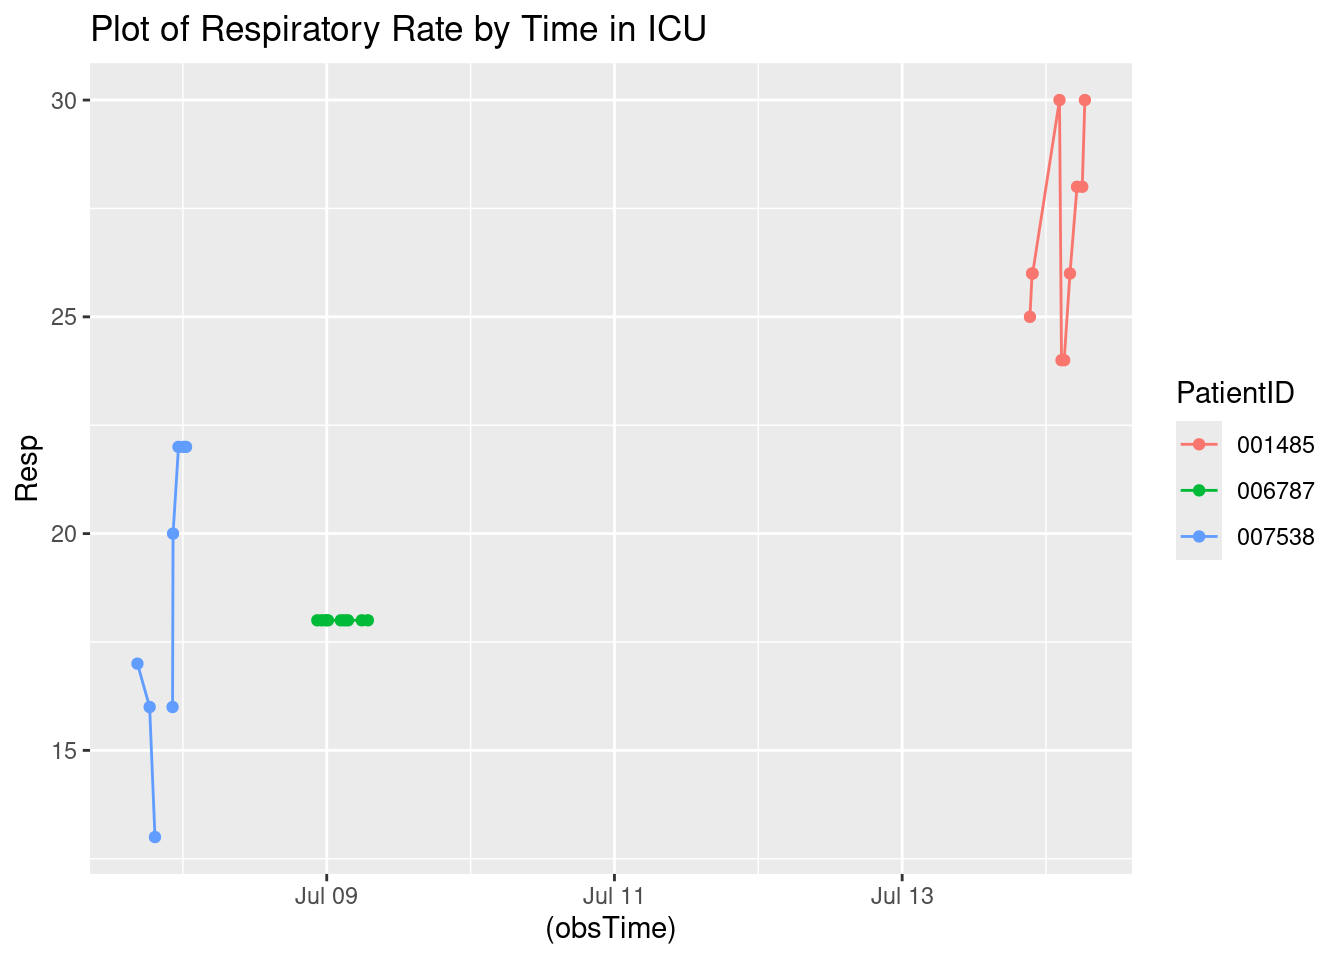 Plot of Respiratory Rate by Time in ICU
30
25
20
15
Resp
Jul 09
Jul 11
Jul 13
(obsTime)
PatientID
001485
006787
007538